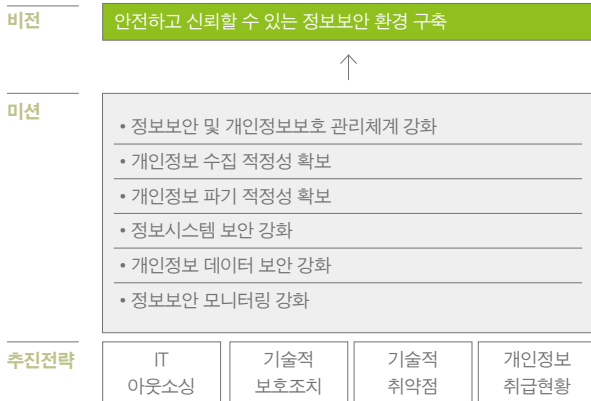 비전
안전하고 신뢰할 수 있는 정보보안 환경 구축
미션
• 정보보안 및 개인정보보호 관리체계 강화
• 개인정보 수집 적정성 확보
• 개인정보 파기 적정성 확보
• 정보시스템 보안 강화
• 개인정보 데이터 보안 강화
• 정보보안 모니터링 강화
추진전략
IT
아웃소싱
기술적
보호조치
기술적
취약점
개인정보
취급현황